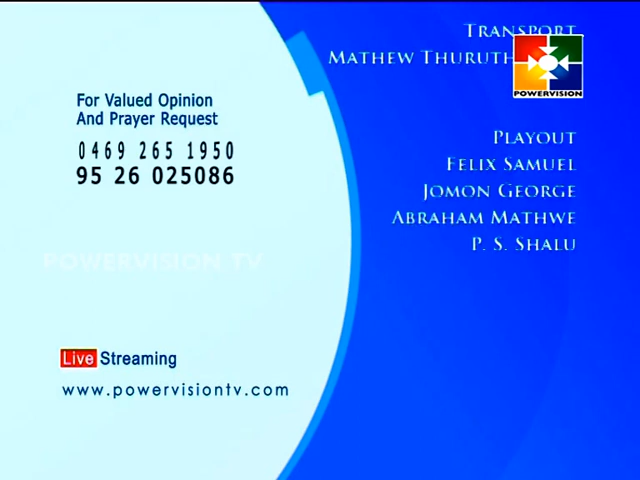 For Valued Opinion
And Prayer Request
0469 265 1950
95 26 025086
POWERVISION TV
Live Streaming
www.powervisiontv.com
TRANSPORT
MATHEW
POWERVISION
PLAYOUT
FELIX SAMUEL
JOMON GEORGE
ABRAHAM MATHWE
P. S. SHALU